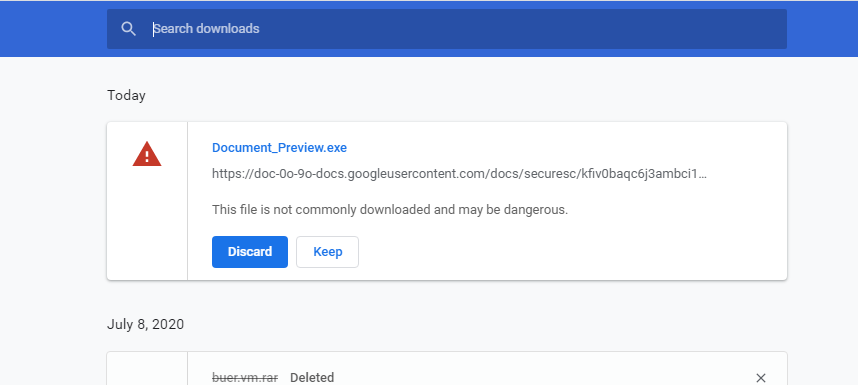 Search downloads
Today
Document_Preview.exe
https://doc-0o-9o-docs.googleusercontent.com/docs/securesc/kfiv0baqc6j3ambci1...
This file is not commonly downloaded and may be dangerous.
Discard Keep
July 8, 2020
buer.vm.rar Deleted